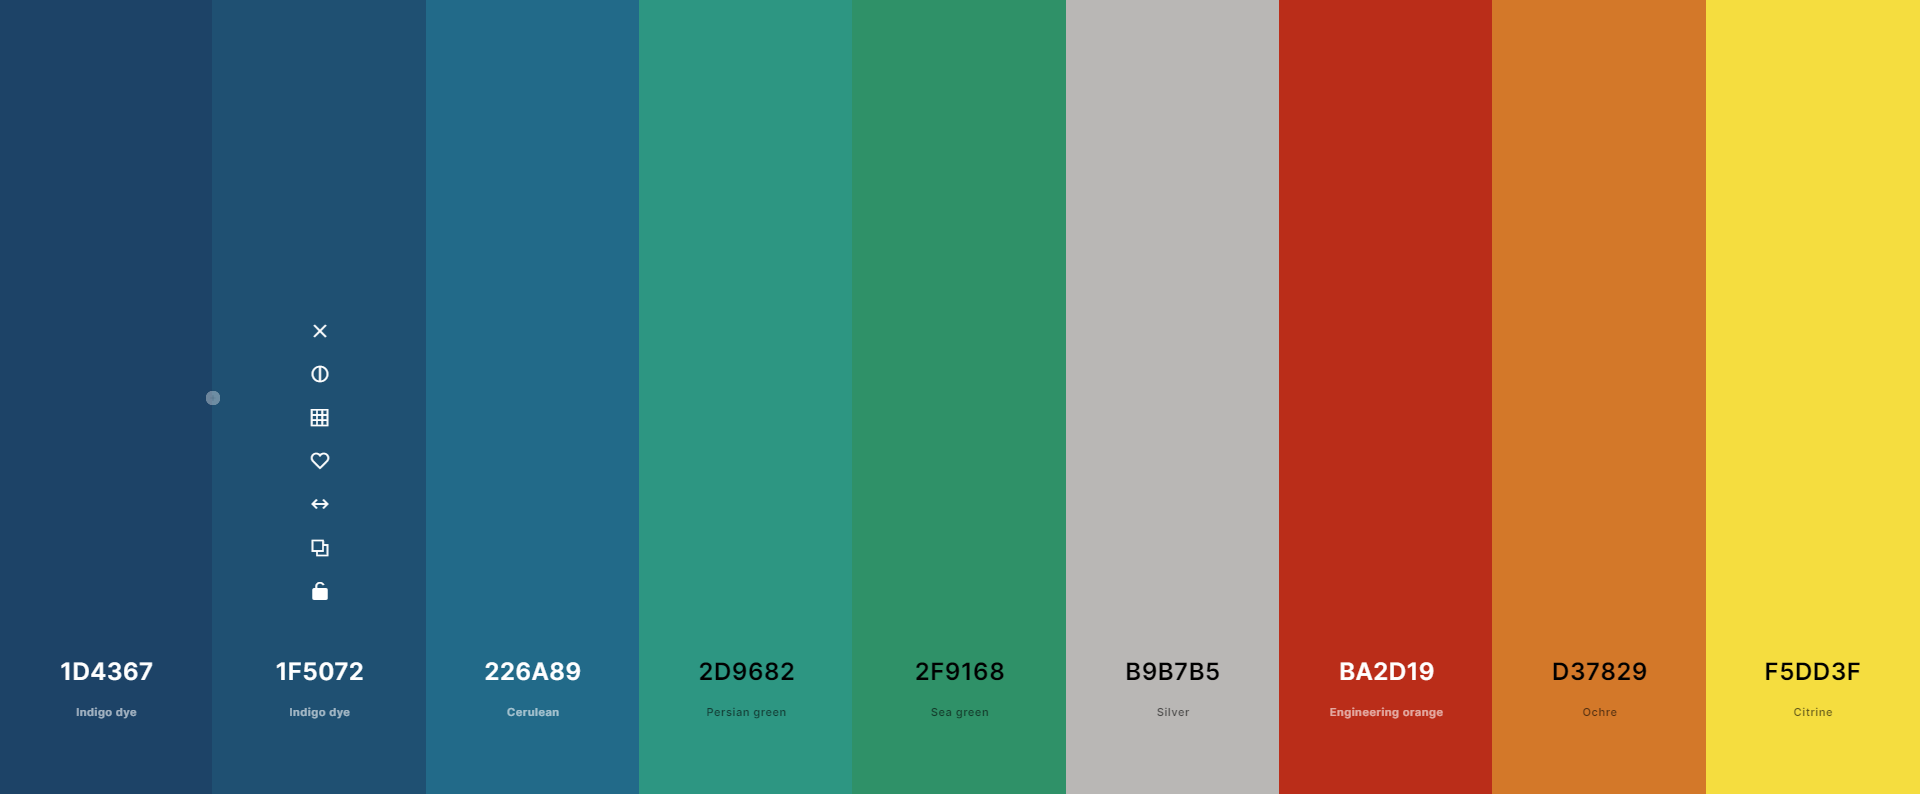 1D4367
Indigo dye
1F5072
Indigo dye
226A89
Cerulean
2D9682
Persian green
2F9168
Sea green
B9B7B5
Silver
BA2D19
Engineering orange
D37829
Ochre
F5DD3F
Citrine